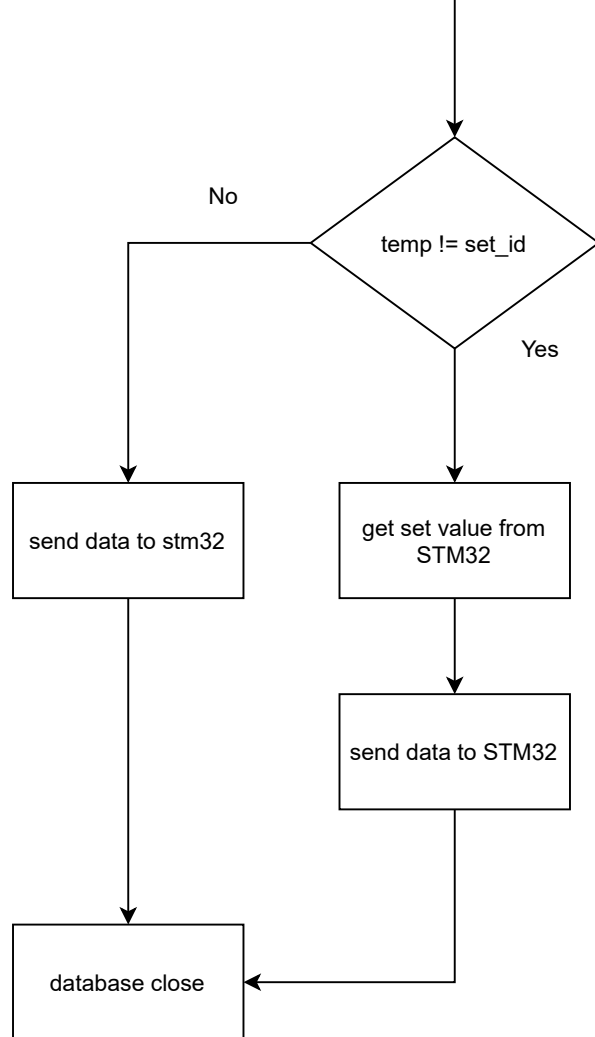 No
temp != set_id
Yes
send data to stm32
get set value from
STM32
send data to STM32
database close